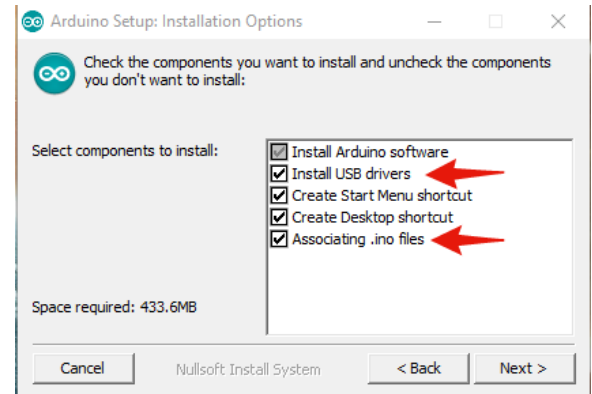 Arduino Setup: Installation Options
Check the components you want to install and uncheck the components
you don't want to install:
Select components to install:
Install Arduino software
Install USB drivers
Create Start Menu shortcut
Create Desktop shortcut
Associating .ino files
Space required: 433.6MB
Cancel
Nullsoft Install System
< Back
Next >